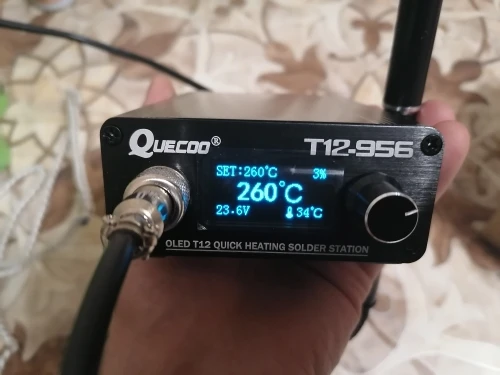 QUECOO®
T12-956
SET:260℃ 3%
260℃
23.6V 34℃
OLED T12 QUICK HEATING SOLDER STATION